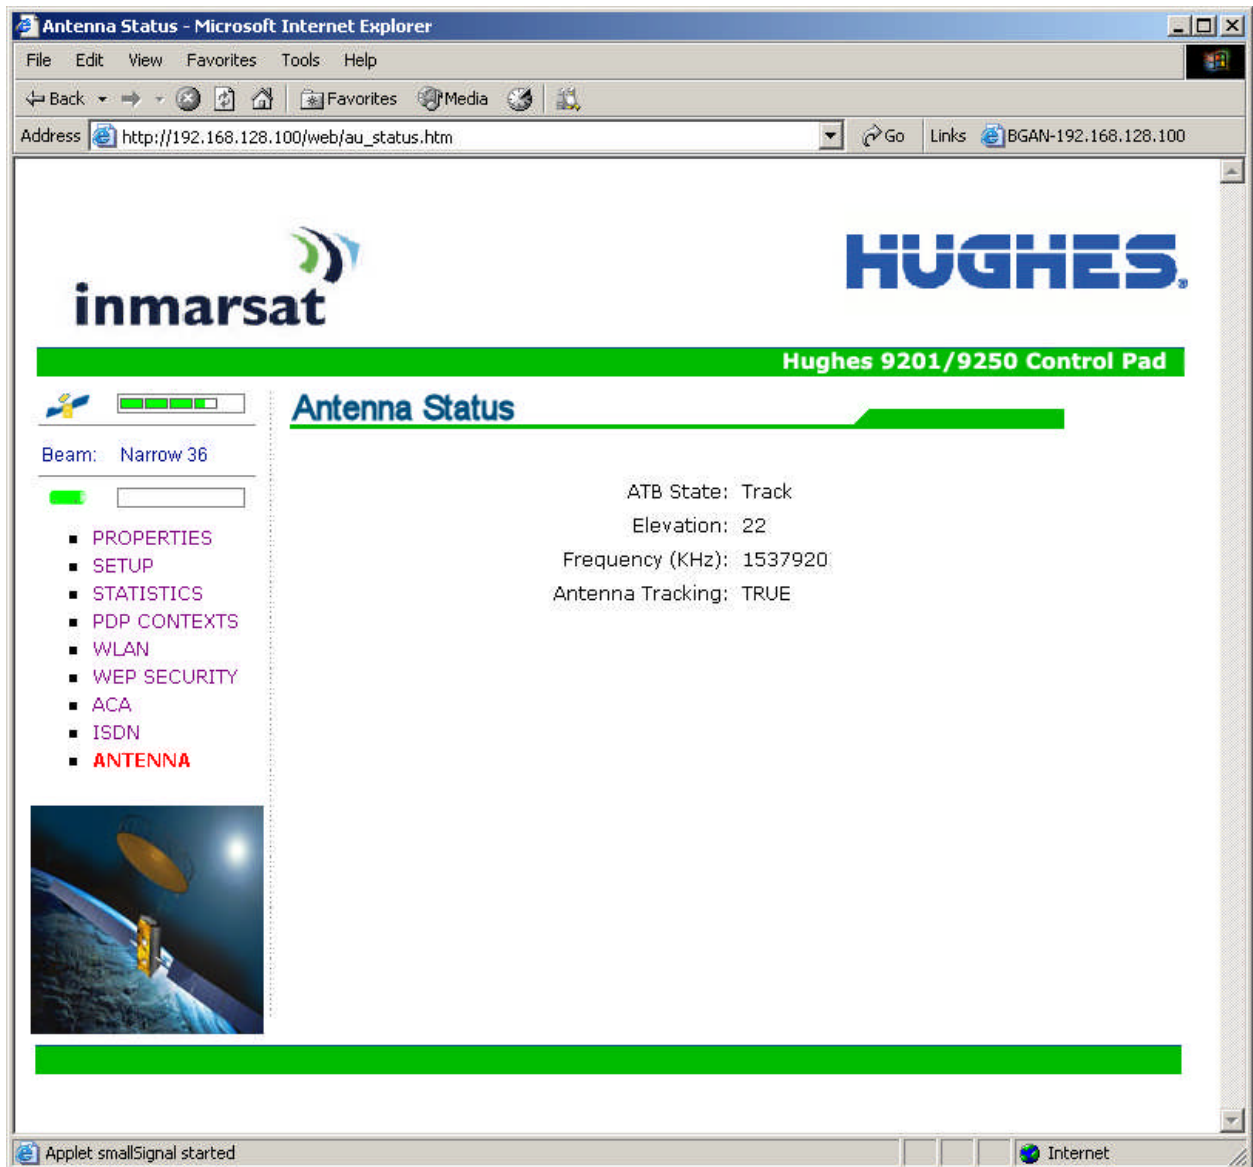 Antenna Status - Microsoft Internet Explorer
File Edit View Favorites Tools Help
Back Favorites Media
Address http://192.168.128.100/web/au_status.htm Go Links BGAN-192.168.128.100
inmarsat
HUGHES.
Hughes 9201/9250 Control Pad
Antenna Status
Beam: Narrow 36
ATB State: Track
Elevation: 22
Frequency (KHz): 1537920
Antenna Tracking: TRUE
PROPERTIES
SETUP
STATISTICS
PDP CONTEXTS
WLAN
WEP SECURITY
ACA
ISDN
ANTENNA
Applet smallSignal started Internet